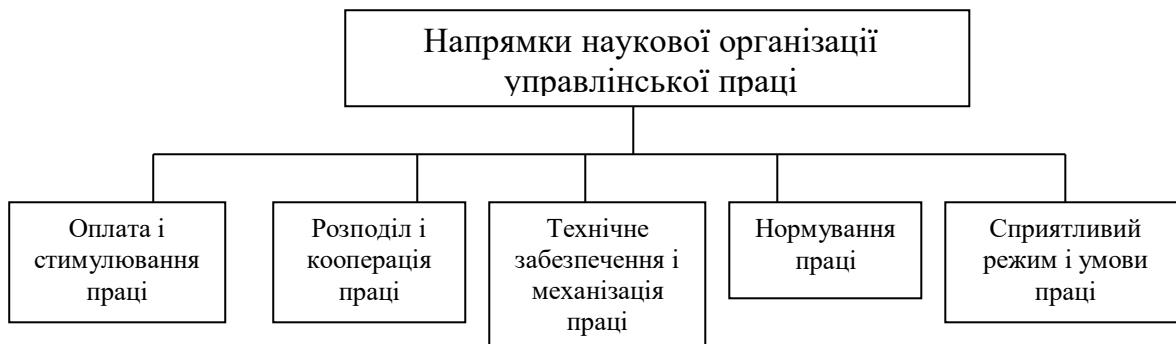 Напрямки наукової організації
управлінської праці
Оплата і
стимулювання
праці
Розподіл і
кооперація
праці
Технічне
забезпечення і
механізація
праці
Нормування
праці
Сприятливий
режим і умови
праці